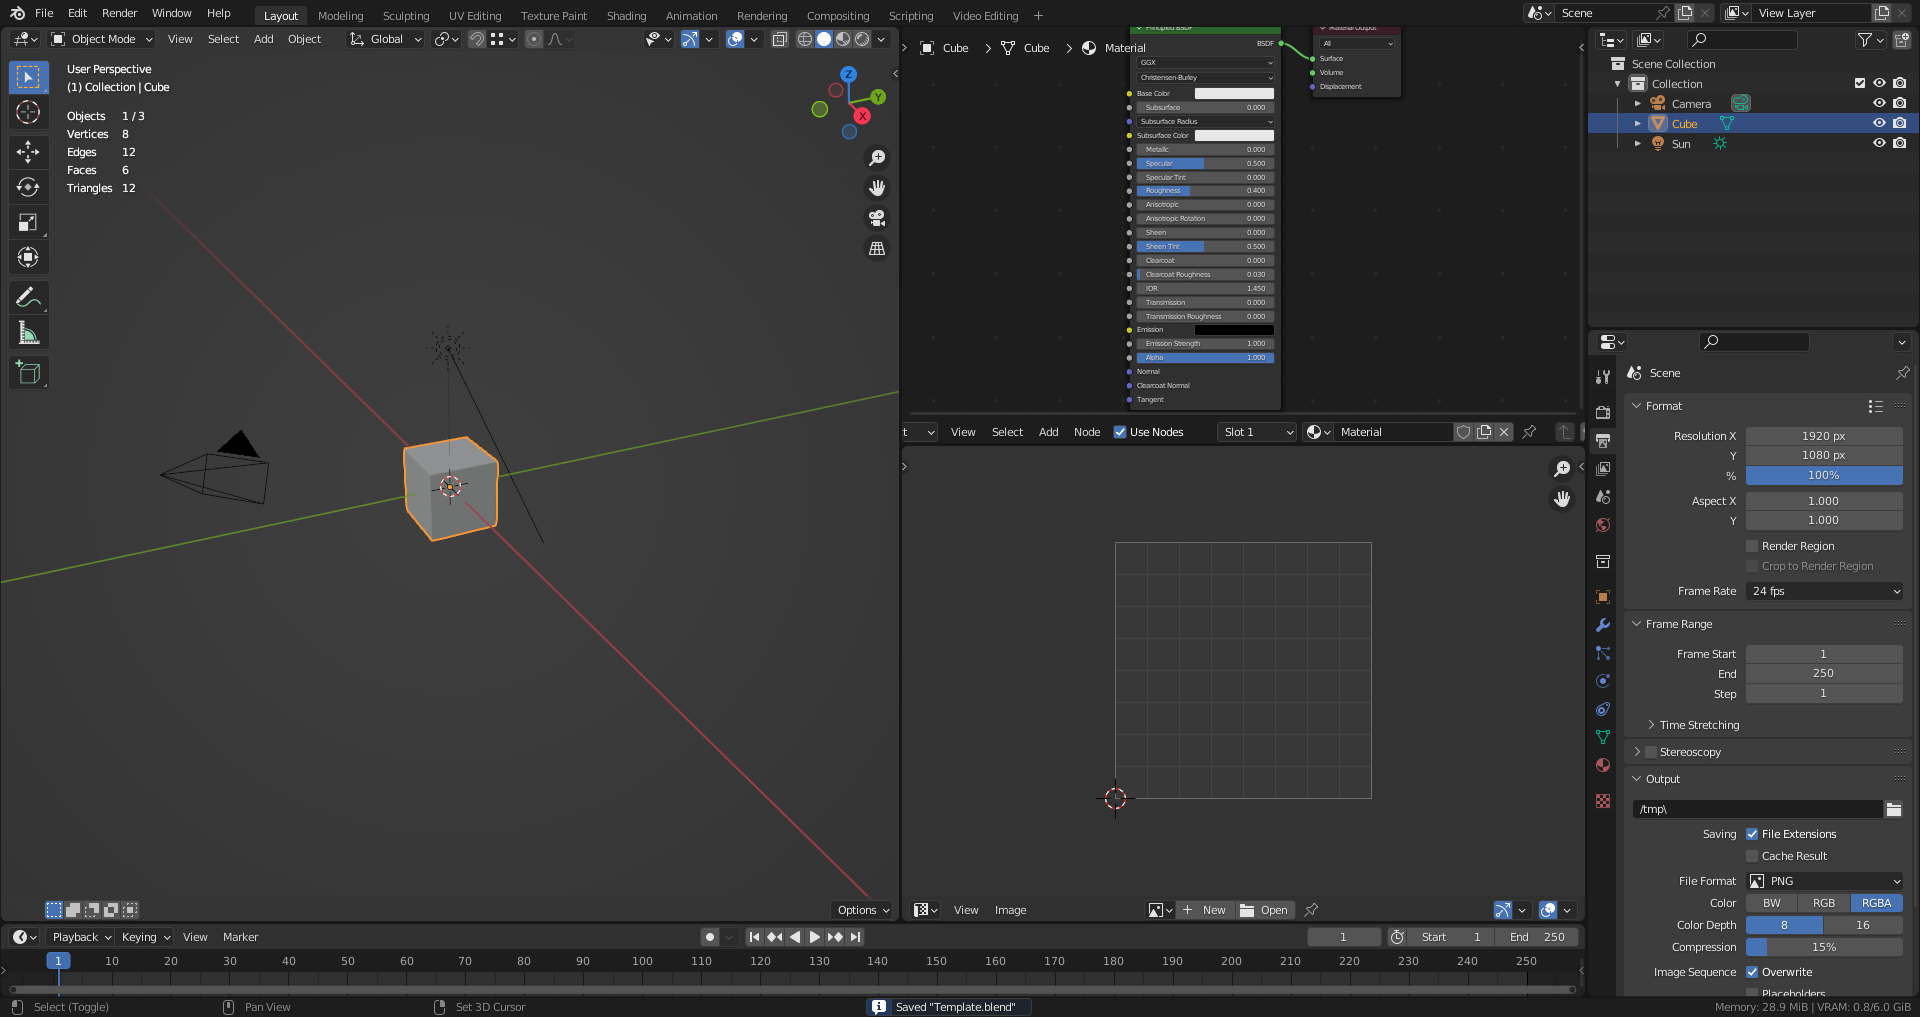 File Edit Render Window Help Layout Modeling Sculpting UV Editing Texture Paint Shading Animation Rendering Compositing Scripting Video Editing + Scene View Layer
Object Mode View Select Add Object Global
User Perspective
(1) Collection | Cube
Objects 1 / 3
Vertices 8
Edges 12
Faces 6
Triangles 12
Z
Y
X
Options
Cube > Cube > Material
Principled BSDF
BSDF
GGX
Christensen-Burley
Base Color
Subsurface 0.000
Subsurface Radius
Subsurface Color
Metallic 0.000
Specular 0.500
Specular Tint 0.000
Roughness 0.400
Anisotropic 0.000
Anisotropic Rotation 0.000
Sheen 0.000
Sheen Tint 0.500
Clearcoat 0.000
Clearcoat Roughness 0.030
IOR 1.450
Transmission 0.000
Transmission Roughness 0.000
Emission
Emission Strength 1.000
Alpha 1.000
Normal
Clearcoat Normal
Tangent
Material Output
All
Surface
Volume
Displacement
t View Select Add Node Use Nodes Slot 1 Material
View Image + New Open
Scene Collection
Collection
Camera
Cube
Sun
Scene
Format
Resolution X 1920 px
Y 1080 px
% 100%
Aspect X 1.000
Y 1.000
Render Region
Crop to Render Region
Frame Rate 24 fps
Frame Range
Frame Start 1
End 250
Step 1
Time Stretching
Stereoscopy
Output
/tmp\
Saving File Extensions
Cache Result
File Format PNG
Color BW RGB RGBA
Color Depth 8 16
Compression 15%
Image Sequence Overwrite
Placeholders
Playback Keying View Marker 1 Start 1 End 250
1 10 20 30 40 50 60 70 80 90 100 110 120 130 140 150 160 170 180 190 200 210 220 230 240 250
Select (Toggle) Pan View Set 3D Cursor Saved "Template.blend" Memory: 28.9 MiB | VRAM: 0.8/6.0 GiB